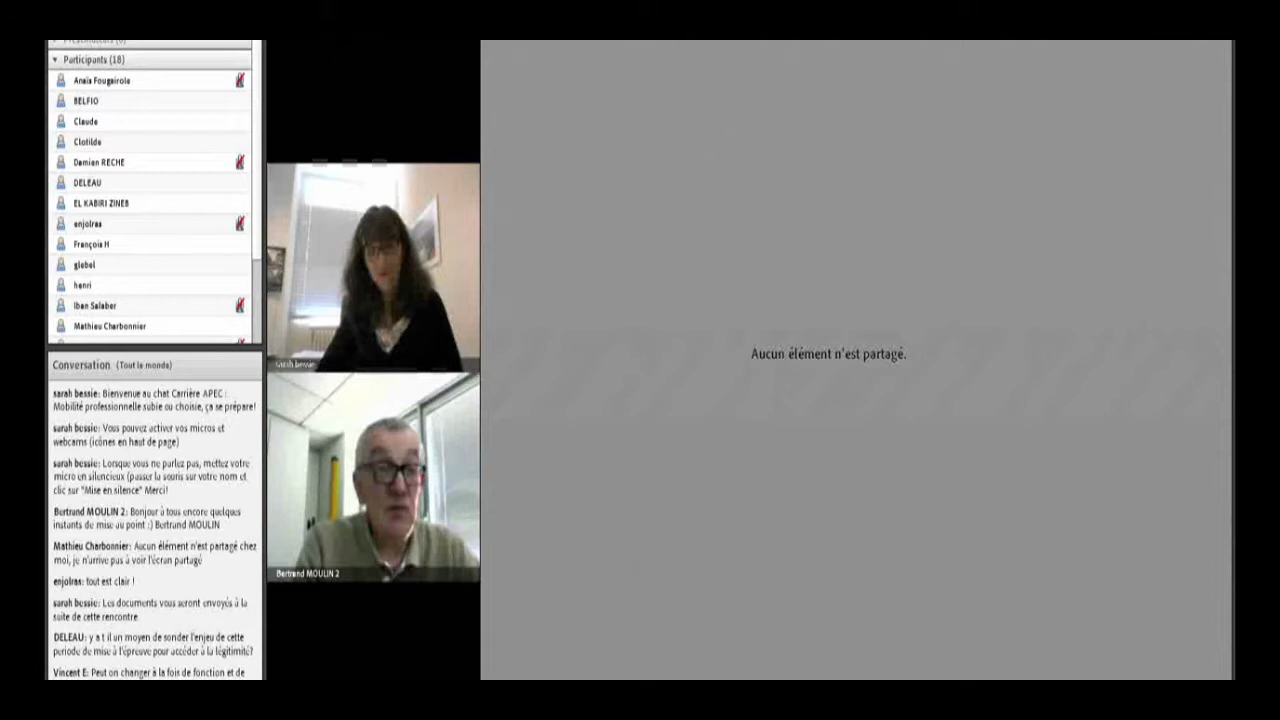 Participants (18)
Anaïs Fougairole
BELFIO
Claude
Clotilde
Damien RECHE
DELEAU
EL KABIRI ZINEB
enjolras
François H
glebel
henri
Iban Salaber
Mathieu Charbonnier
Conversation (Tout le monde)
sarah bessie: Bienvenue au chat Carrière APEC :
Mobilité professionnelle subie ou choisie, ça se prépare!
sarah bessie: Vous pouvez activer vos micros et
webcams (icônes en haut de page)
sarah bessie: Lorsque vous ne parlez pas, mettez votre
micro en silencieux (passer la souris sur votre nom et
clic sur "Mise en silence" Merci!
Bertrand MOULIN 2: Bonjour à tous encore quelques
instants de mise au point :) Bertrand MOULIN
Mathieu Charbonnier: Aucun élément n'est partagé chez
moi, je n'arrive pas à voir l'écran partagé
enjolras: tout est clair !
sarah bessie: Les documents vous seront envoyés à la
suite de cette rencontre
DELEAU: y a t il un moyen de sonder l'enjeu de cette
periode de mise à l'épreuve pour accéder à la légitimité?
Vincent E: Peut on changer à la fois de fonction et de
sarah bessie
Bertrand MOULIN 2
Aucun élément n'est partagé.